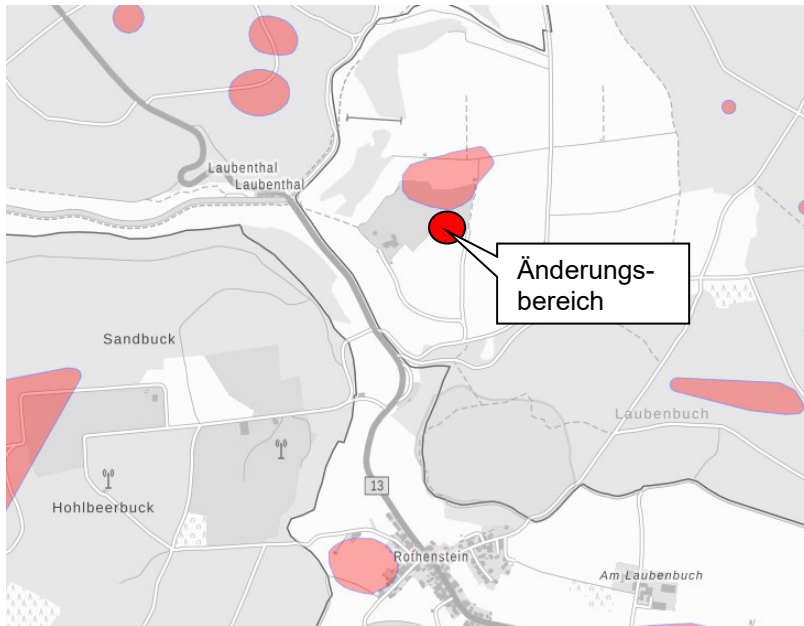 Laubenthal
Laubenthal
Änderungs-
bereich
Sandbuck
Laubenbuch
13
Hohlbeerbuck
Rothenstein
Am Laubenbuch